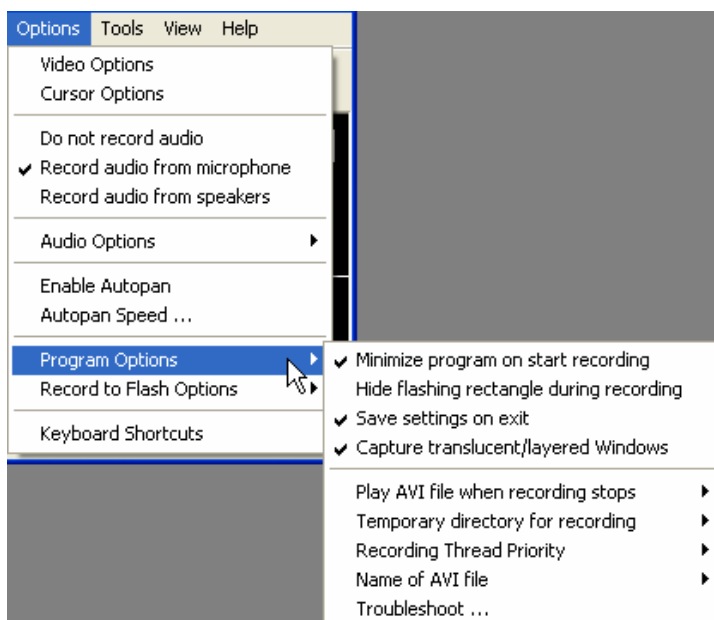 Options Tools View Help
Video Options
Cursor Options
Do not record audio
Record audio from microphone
Record audio from speakers
Audio Options
Enable Autopan
Autopan Speed ...
Program Options
Record to Flash Options
Keyboard Shortcuts
Minimize program on start recording
Hide flashing rectangle during recording
Save settings on exit
Capture translucent/layered Windows
Play AVI file when recording stops
Temporary directory for recording
Recording Thread Priority
Name of AVI file
Troubleshoot ...